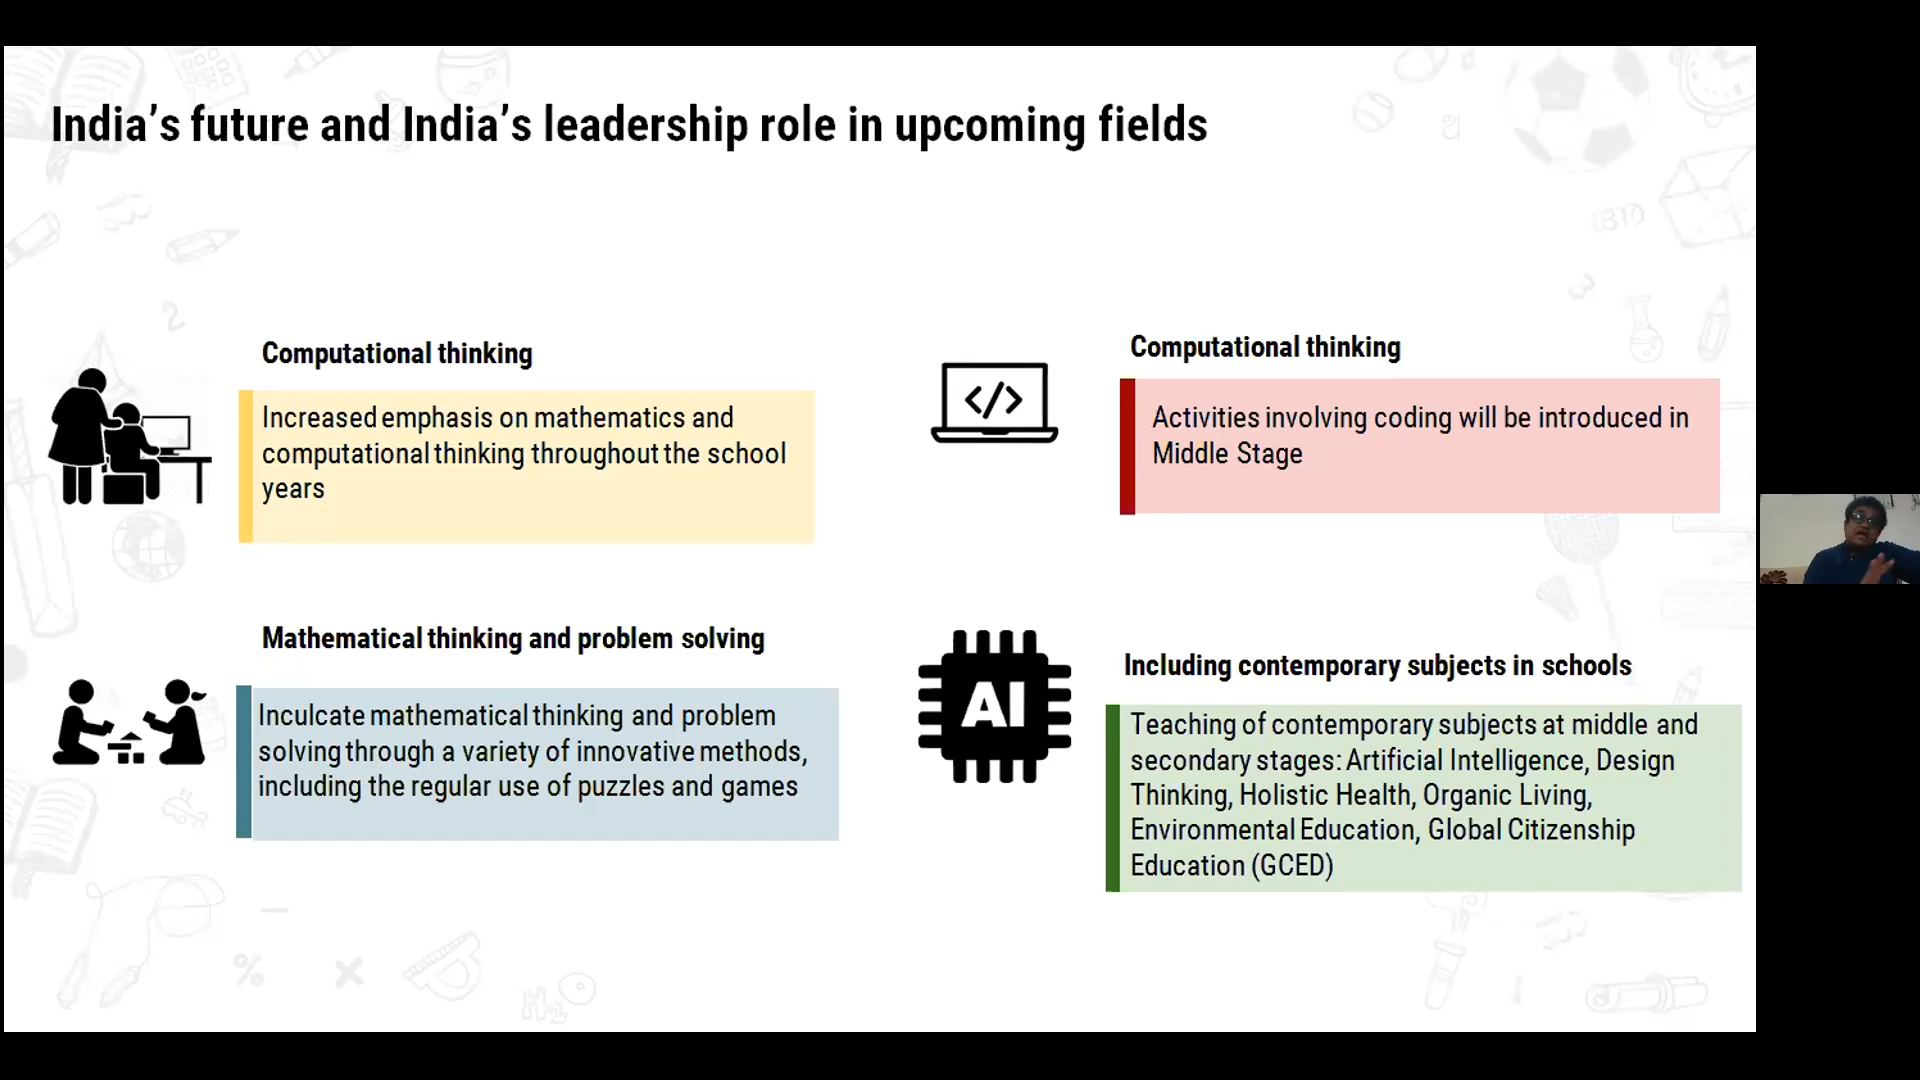 India’s future and India’s leadership role in upcoming fields
Computational thinking
Increased emphasis on mathematics and
computational thinking throughout the school
years
Computational thinking
</>
Activities involving coding will be introduced in
Middle Stage
Mathematical thinking and problem solving
Inculcate mathematical thinking and problem
solving through a variety of innovative methods,
including the regular use of puzzles and games
AI
Including contemporary subjects in schools
Teaching of contemporary subjects at middle and
secondary stages: Artificial Intelligence, Design
Thinking, Holistic Health, Organic Living,
Environmental Education, Global Citizenship
Education (GCED)
2
3
%
H₂O
1